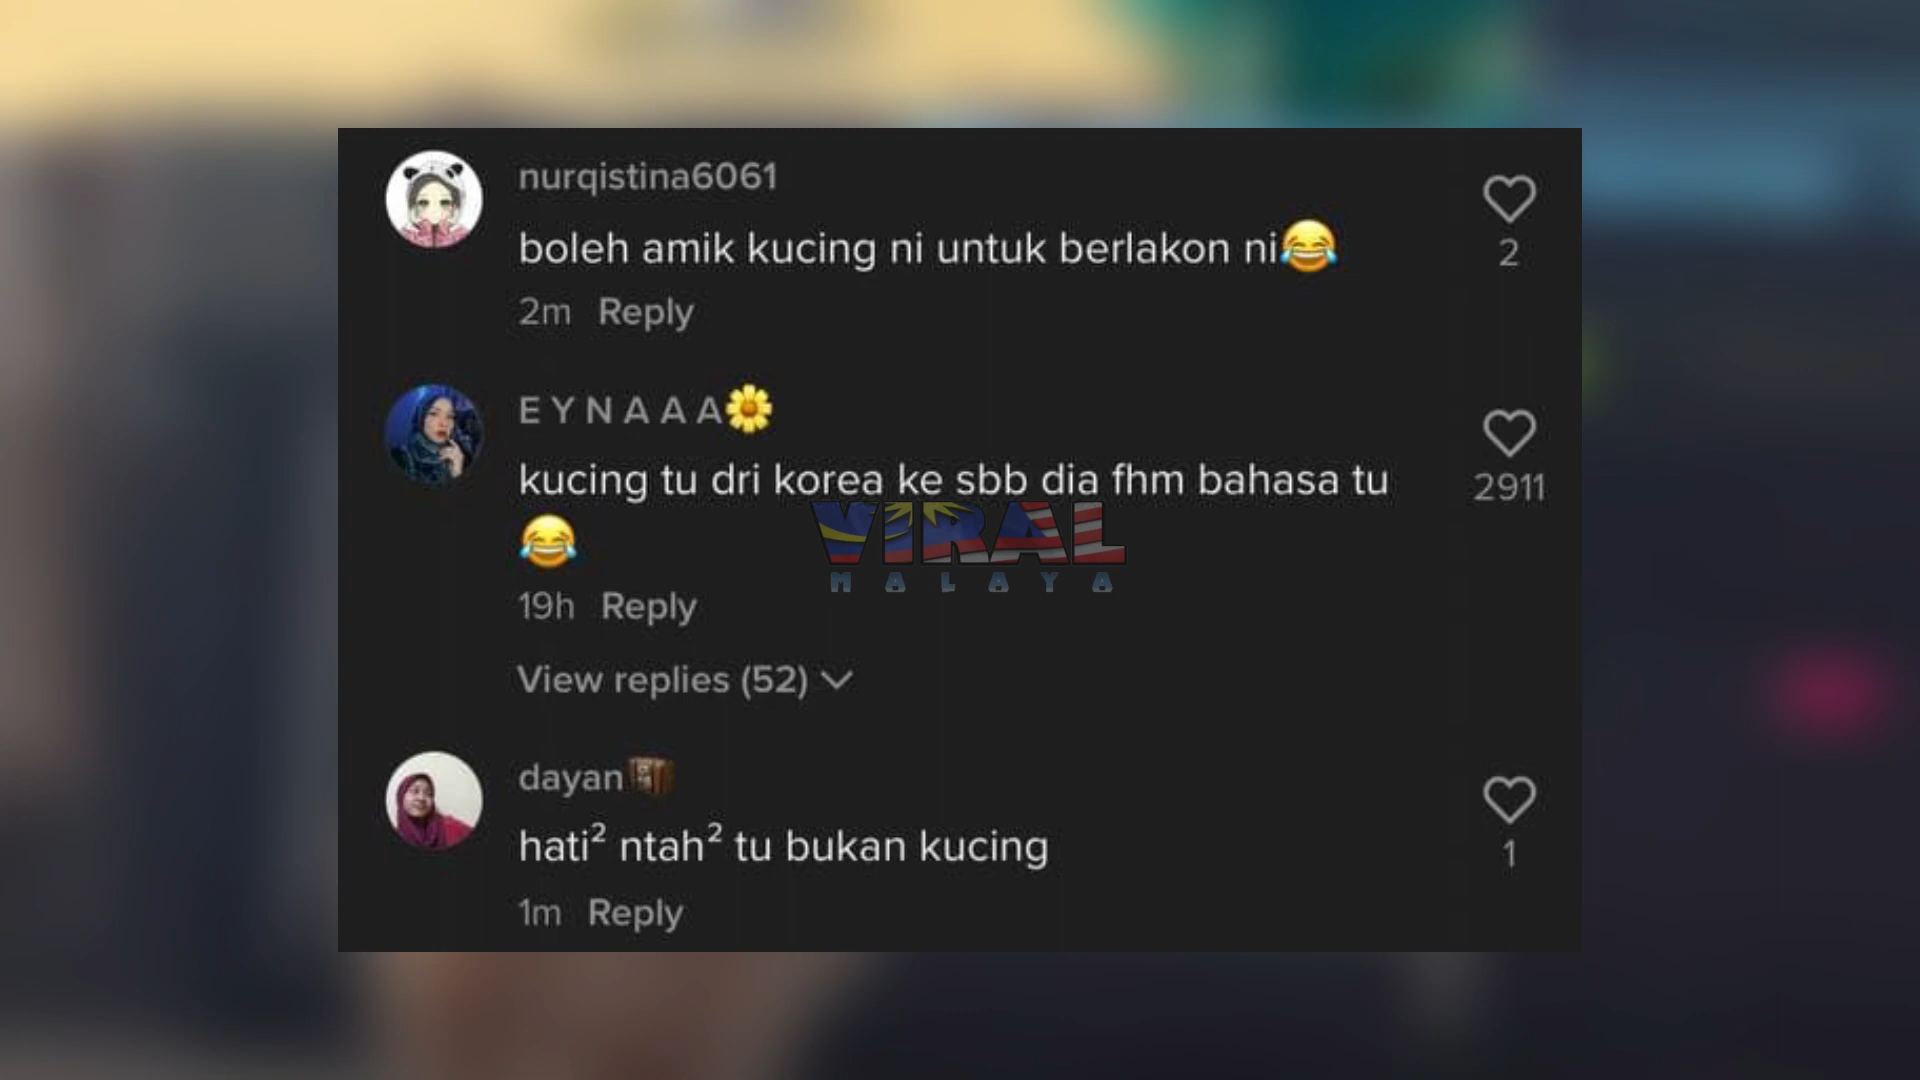 nurqistina6061
boleh amik kucing ni untuk berlakon ni😂
2
2m Reply
E Y N A A A🌼
kucing tu dri korea ke sbb dia fhm bahasa tu
😂
2911
19h Reply
View replies (52)
dayan
hati² ntah² tu bukan kucing
1
1m Reply
VIRAL
MALAYA